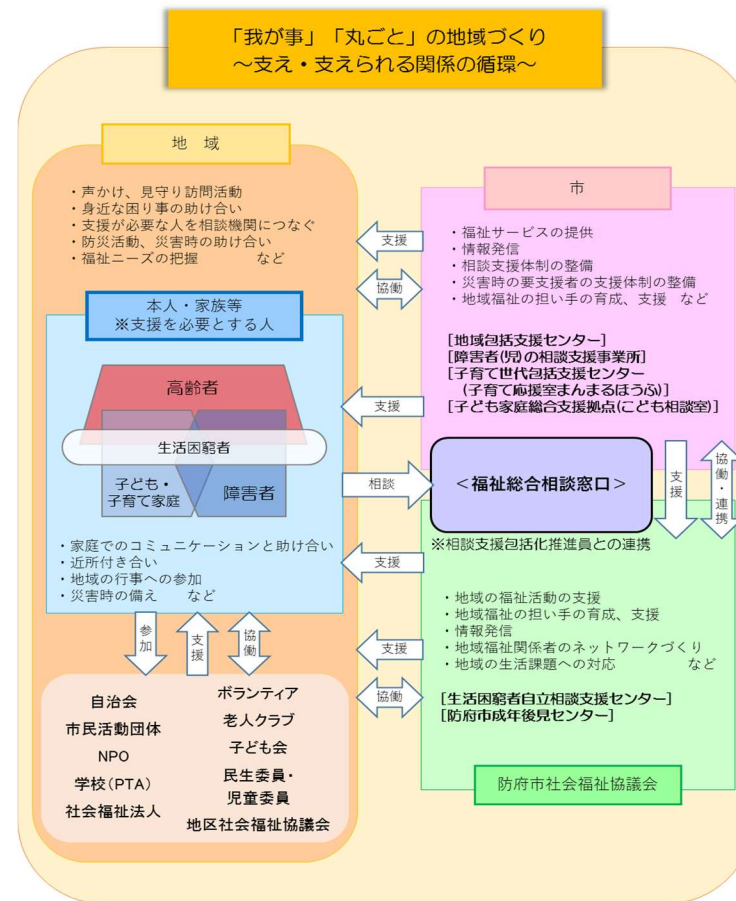 「我が事」「丸ごと」の地域づくり
～支え・支えられる関係の循環～
地　域
・声かけ、見守り訪問活動
・身近な困り事の助け合い
・支援が必要な人を相談機関につなぐ
・防災活動、災害時の助け合い
・福祉ニーズの把握　　　など
本人・家族等
※支援を必要とする人
高齢者
生活困窮者
子ども・
子育て家庭
障害者
・家庭でのコミュニケーションと助け合い
・近所付き合い
・地域の行事への参加
・災害時の備え　　など
参加
支援
協働
自治会
市民活動団体
NPO
学校(PTA)
社会福祉法人
ボランティア
老人クラブ
子ども会
民生委員・
児童委員
地区社会福祉協議会
支援
協働
支援
相談
支援
支援
協働
市
・福祉サービスの提供
・情報発信
・相談支援体制の整備
・災害時の要支援者の支援体制の整備
・地域福祉の担い手の育成、支援　など
[地域包括支援センター]
[障害者(児)の相談支援事業所]
[子育て世代包括支援センター
(子育て応援室まんまるほうふ)]
[子ども家庭総合支援拠点(こども相談室]
＜福祉総合相談窓口＞
支援
協働・連携
※相談支援包括化推進員との連携
・地域の福祉活動の支援
・地域福祉の担い手の育成、支援
・情報発信
・地域福祉関係者のネットワークづくり
・地域の生活課題への対応　　　　　など
[生活困窮者自立相談支援センター]
[防府市成年後見センター]
防府市社会福祉協議会